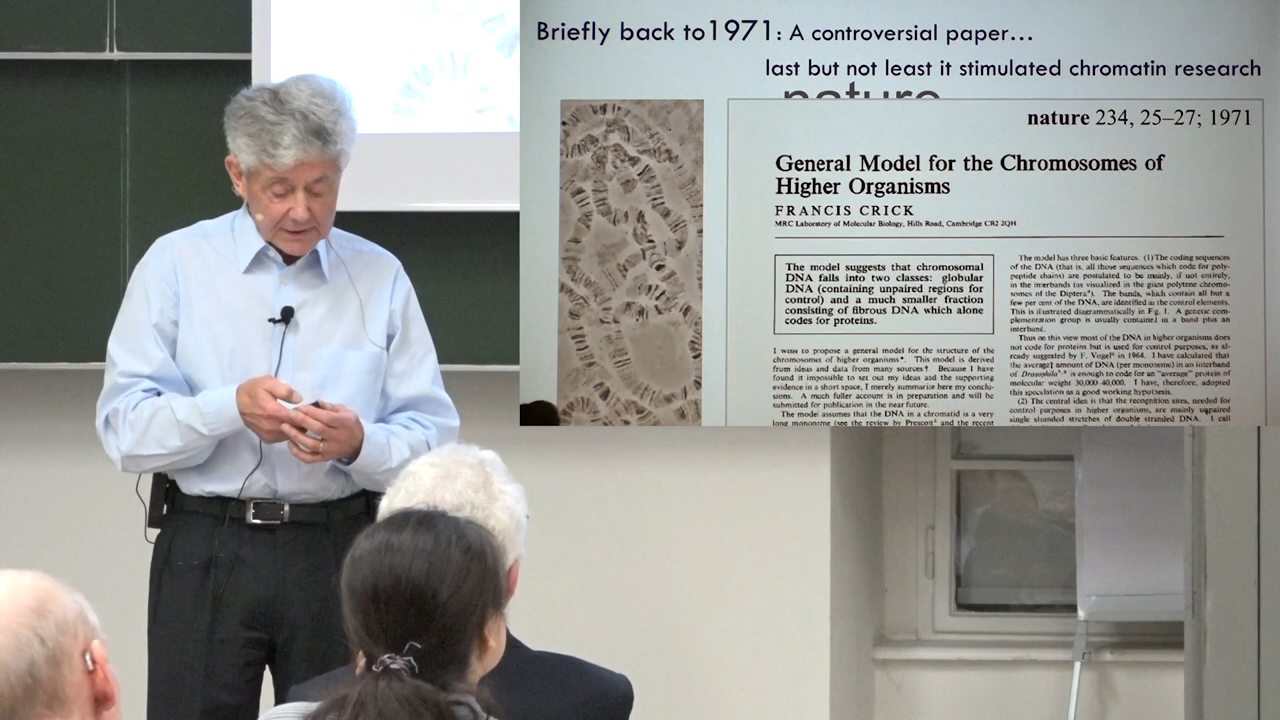 Briefly back to1971: A controversial paper...
last but not least it stimulated chromatin research
nature
nature 234, 25–27; 1971
General Model for the Chromosomes of
Higher Organisms
FRANCIS CRICK
MRC Laboratory of Molecular Biology, Hills Road, Cambridge CB2 2QH
The model suggests that chromosomal
DNA falls into two classes: globular
DNA (containing unpaired regions for
control) and a much smaller fraction
consisting of fibrous DNA which alone
codes for proteins.
I WISH to propose a general model for the structure of the
chromosomes of higher organisms*. This model is derived
from ideas and data from many sources†. Because I have
found it impossible to set out my ideas and the supporting
evidence in a short space, I merely summarize here my conclu-
sions. A much fuller account is in preparation and will be
submitted for publication in the near future.
The model assumes that the DNA in a chromatid is a very
long monomer (see the review by Prescott¹ and the recent
The model has three basic features. (1) The coding sequences
of the DNA (that is, all those sequences which code for poly-
peptide chains) are postulated to be mainly, if not entirely,
in the interbands (as visualized in the giant polytene chromo-
somes of the Diptera⁶). The bands, which contain all but a
few per cent of the DNA, are identified as the control elements.
This is illustrated diagrammatically in Fig. 1. A genetic com-
plementation group is usually contained in a band plus an
interband.
Thus on this view most of the DNA in higher organisms does
not code for proteins but is used for control purposes, as al-
ready suggested by F. Vogel⁶ in 1964. I have calculated that
the average‡ amount of DNA (per monomer) in an interband
of Drosophila is enough to code for an "average" protein of
molecular weight 30,000–40,000. I have, therefore, adopted
this speculation as a good working hypothesis.
(2) The central idea is that the recognition sites, needed for
control purposes in higher organisms, are mainly unpaired
single stranded stretches of double stranded DNA. I call